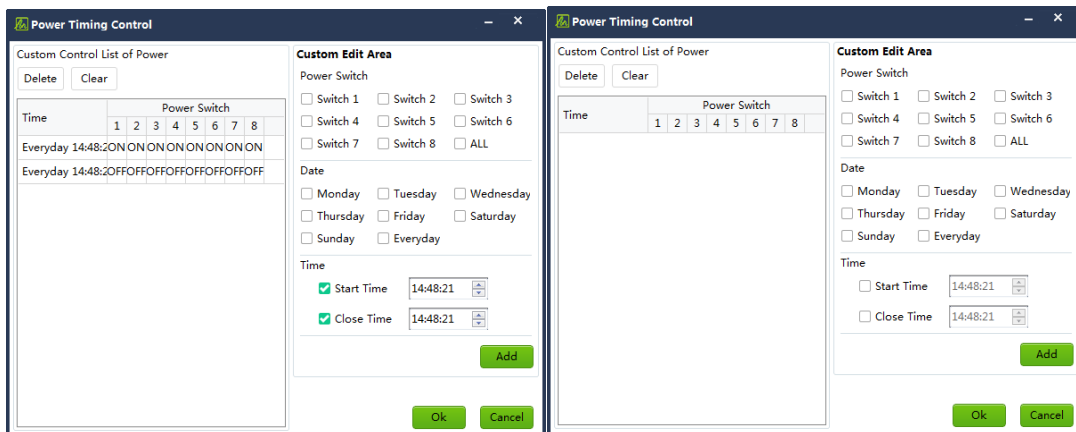 Power Timing Control
Custom Control List of Power
Delete Clear
Time Power Switch
1 2 3 4 5 6 7 8
Everyday 14:48:2 ON ON ON ON ON ON ON ON
Everyday 14:48:2 OFF OFF OFF OFF OFF OFF OFF OFF
Custom Edit Area
Power Switch
Switch 1 Switch 2 Switch 3
Switch 4 Switch 5 Switch 6
Switch 7 Switch 8 ALL
Date
Monday Tuesday Wednesday
Thursday Friday Saturday
Sunday Everyday
Time
Start Time 14:48:21
Close Time 14:48:21
Add
Ok Cancel
Power Timing Control
Custom Control List of Power
Delete Clear
Time Power Switch
1 2 3 4 5 6 7 8
Custom Edit Area
Power Switch
Switch 1 Switch 2 Switch 3
Switch 4 Switch 5 Switch 6
Switch 7 Switch 8 ALL
Date
Monday Tuesday Wednesday
Thursday Friday Saturday
Sunday Everyday
Time
Start Time 14:48:21
Close Time 14:48:21
Add
Ok Cancel